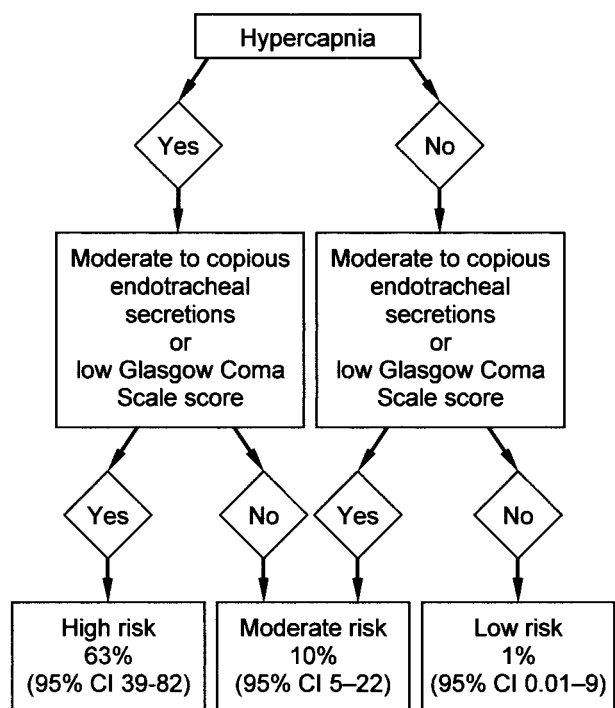 Hypercapnia
Yes
No
Moderate to copious
endotracheal
secretions
or
low Glasgow Coma
Scale score
Moderate to copious
endotracheal
secretions
or
low Glasgow Coma
Scale score
Yes
No
Yes
No
High risk
63%
(95% CI 39-82)
Moderate risk
10%
(95% CI 5–22)
Low risk
1%
(95% CI 0.01–9)